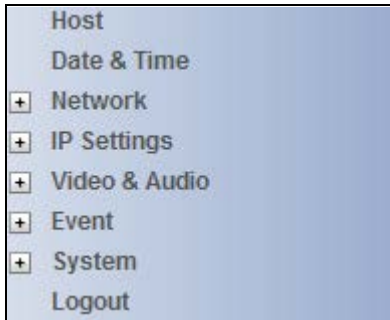 Host
Date & Time
Network
IP Settings
Video & Audio
Event
System
Logout